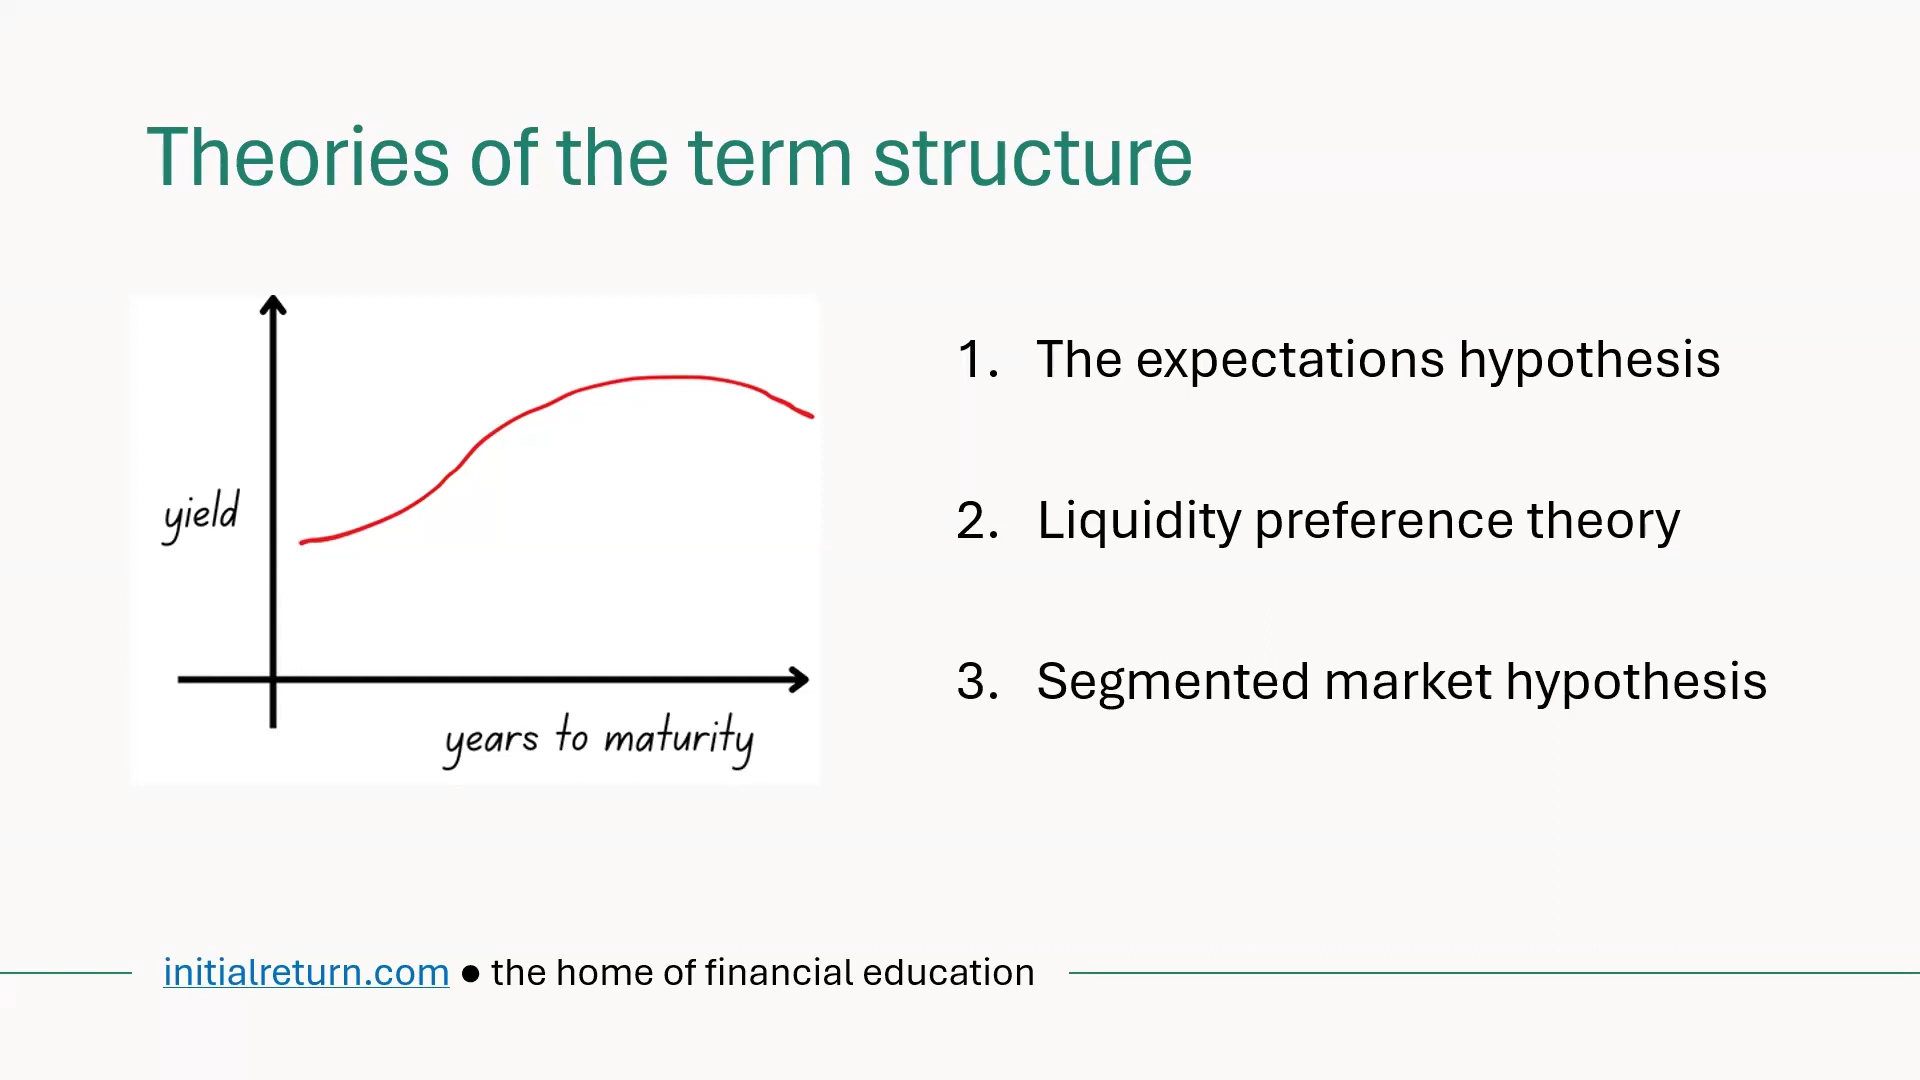 Theories of the term structure
yield
years to maturity
1. The expectations hypothesis
2. Liquidity preference theory
3. Segmented market hypothesis
initialreturn.com ● the home of financial education